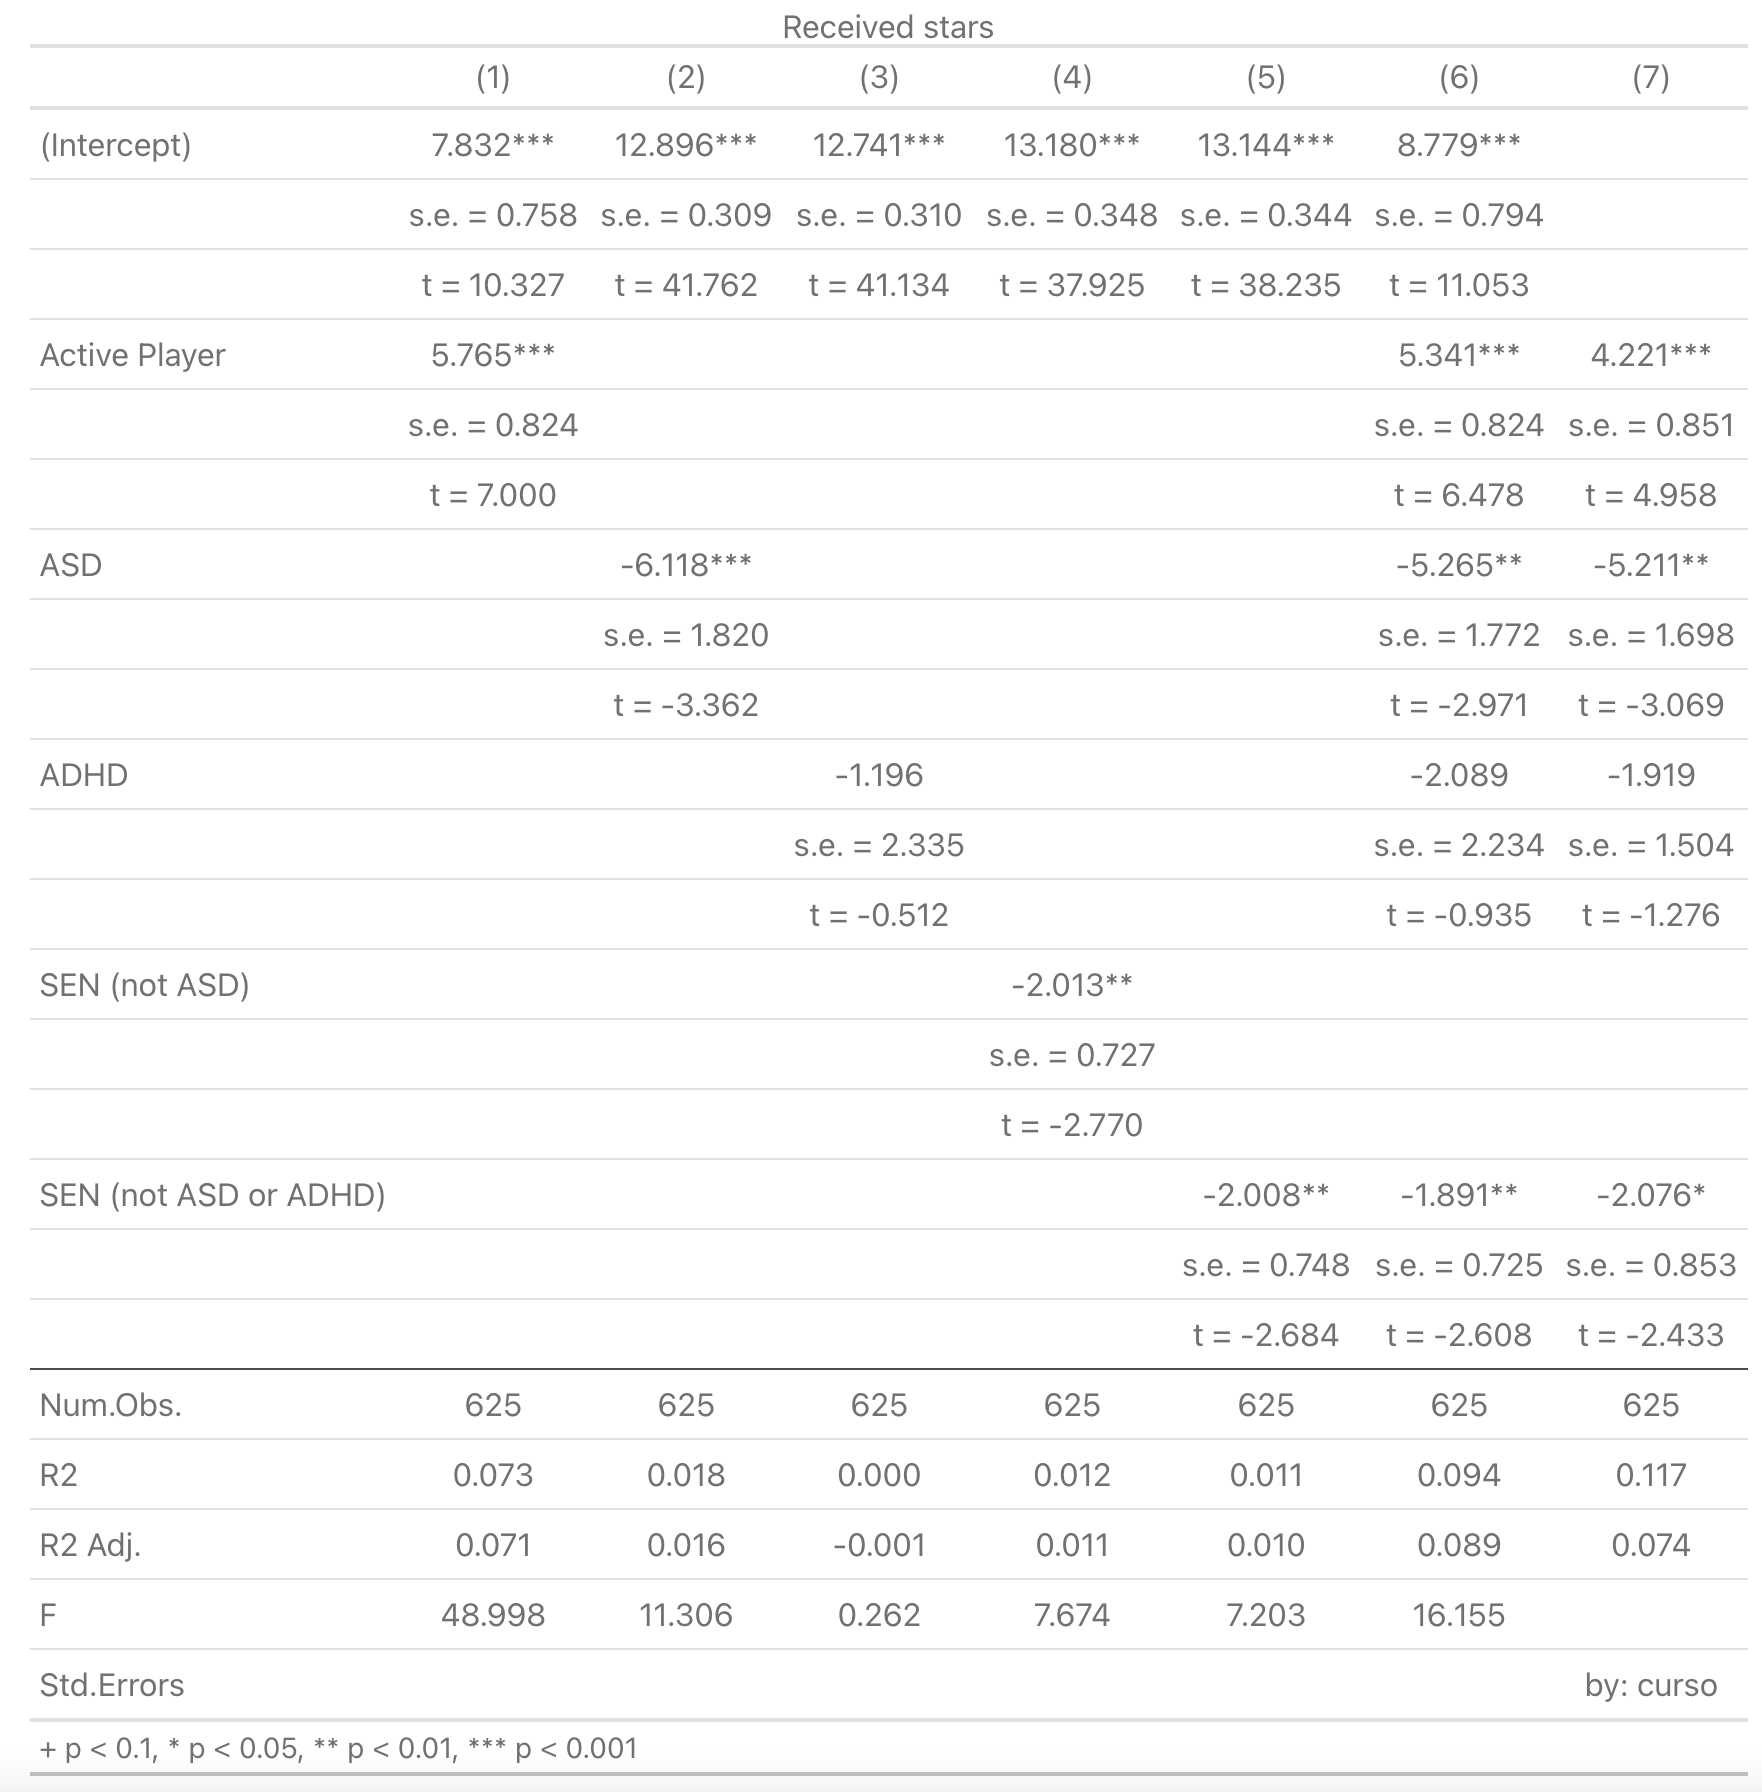 Received stars
(1) (2) (3) (4) (5) (6) (7)
(Intercept) 7.832*** 12.896*** 12.741*** 13.180*** 13.144*** 8.779***
s.e. = 0.758 s.e. = 0.309 s.e. = 0.310 s.e. = 0.348 s.e. = 0.344 s.e. = 0.794
t = 10.327 t = 41.762 t = 41.134 t = 37.925 t = 38.235 t = 11.053
Active Player 5.765*** 5.341*** 4.221***
s.e. = 0.824 s.e. = 0.824 s.e. = 0.851
t = 7.000 t = 6.478 t = 4.958
ASD -6.118*** -5.265** -5.211**
s.e. = 1.820 s.e. = 1.772 s.e. = 1.698
t = -3.362 t = -2.971 t = -3.069
ADHD -1.196 -2.089 -1.919
s.e. = 2.335 s.e. = 2.234 s.e. = 1.504
t = -0.512 t = -0.935 t = -1.276
SEN (not ASD) -2.013**
s.e. = 0.727
t = -2.770
SEN (not ASD or ADHD) -2.008** -1.891** -2.076*
s.e. = 0.748 s.e. = 0.725 s.e. = 0.853
t = -2.684 t = -2.608 t = -2.433
Num.Obs. 625 625 625 625 625 625 625
R2 0.073 0.018 0.000 0.012 0.011 0.094 0.117
R2 Adj. 0.071 0.016 -0.001 0.011 0.010 0.089 0.074
F 48.998 11.306 0.262 7.674 7.203 16.155
Std.Errors by: curso
+ p < 0.1, * p < 0.05, ** p < 0.01, *** p < 0.001